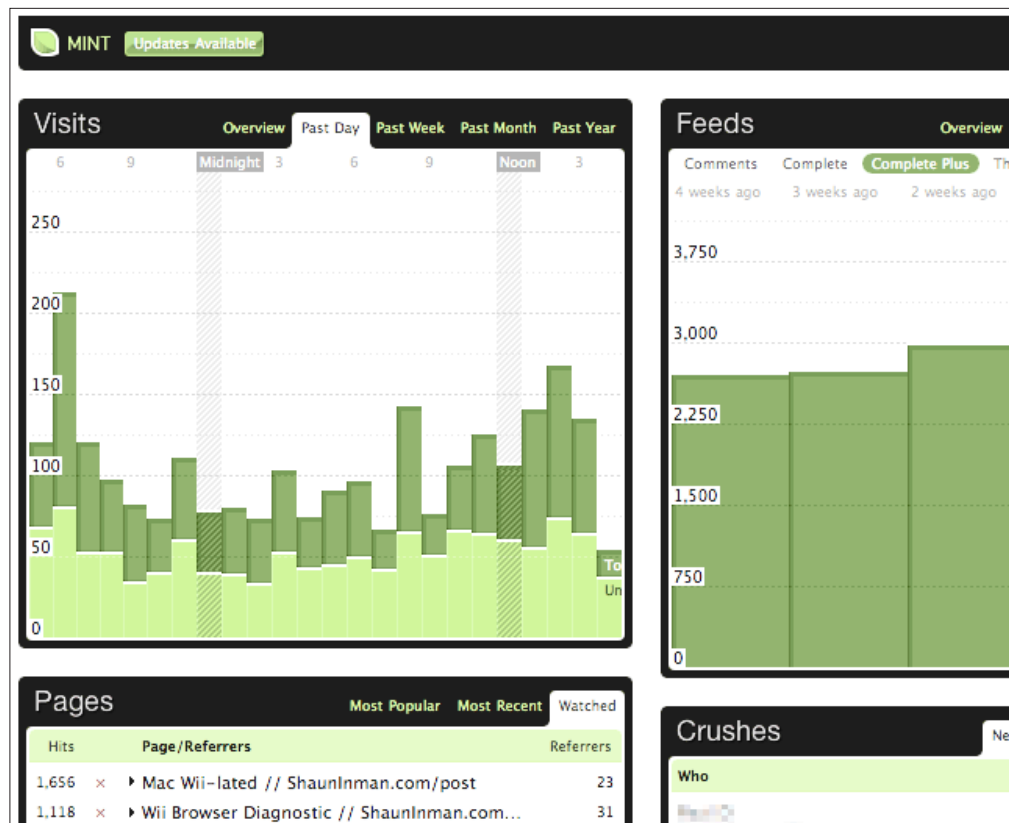 MINT Updates Available
Visits
Overview Past Day Past Week Past Month Past Year
6 9 Midnight 3 6 9 Noon 3
250
200
150
100
50
0
To
Un
Feeds
Overview
Comments Complete Complete Plus Th
4 weeks ago 3 weeks ago 2 weeks ago
3,750
3,000
2,250
1,500
750
0
Pages
Most Popular Most Recent Watched
Hits Page/Referrers Referrers
1,656 × Mac Wii-lated // ShaunInman.com/post 23
1,118 × Wii Browser Diagnostic // ShaunInman.com... 31
Crushes
Ne
Who